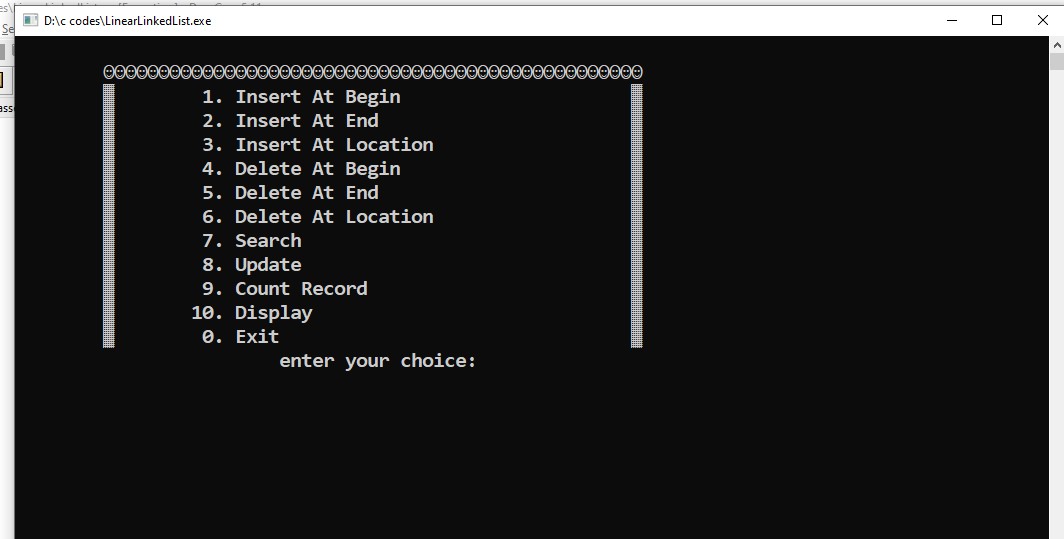 D:\c codes\LinearLinkedList.exe
1. Insert At Begin
2. Insert At End
3. Insert At Location
4. Delete At Begin
5. Delete At End
6. Delete At Location
7. Search
8. Update
9. Count Record
10. Display
0. Exit
enter your choice: